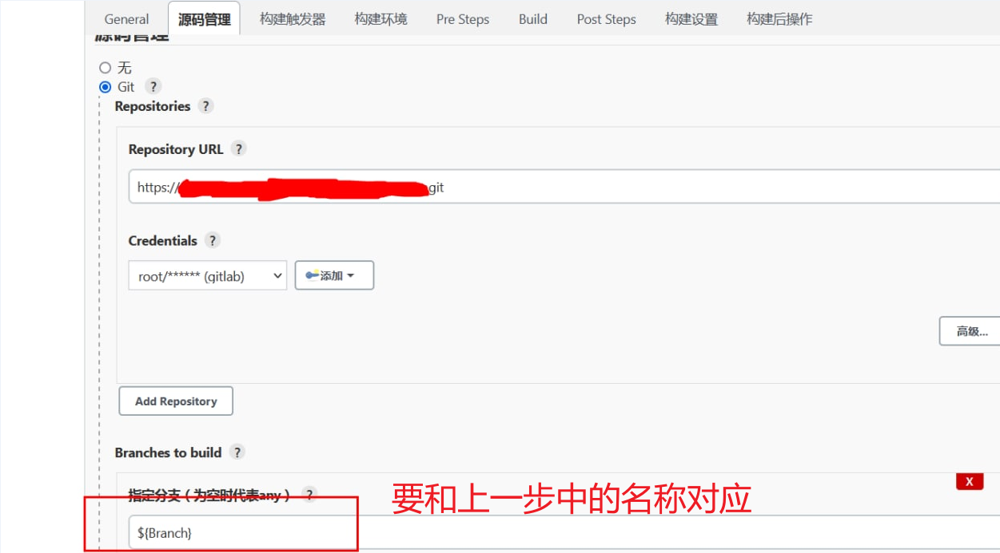 General 源码管理 构建触发器 构建环境 Pre Steps Build Post Steps 构建设置 构建后操作
源码管理
无
Git ?
Repositories ?
Repository URL ?
https:// git
Credentials ?
root/****** (gitlab) 添加
高级...
Add Repository
Branches to build ?
X
指定分支（为空时代表any） ?
要和上一步中的名称对应
${Branch}